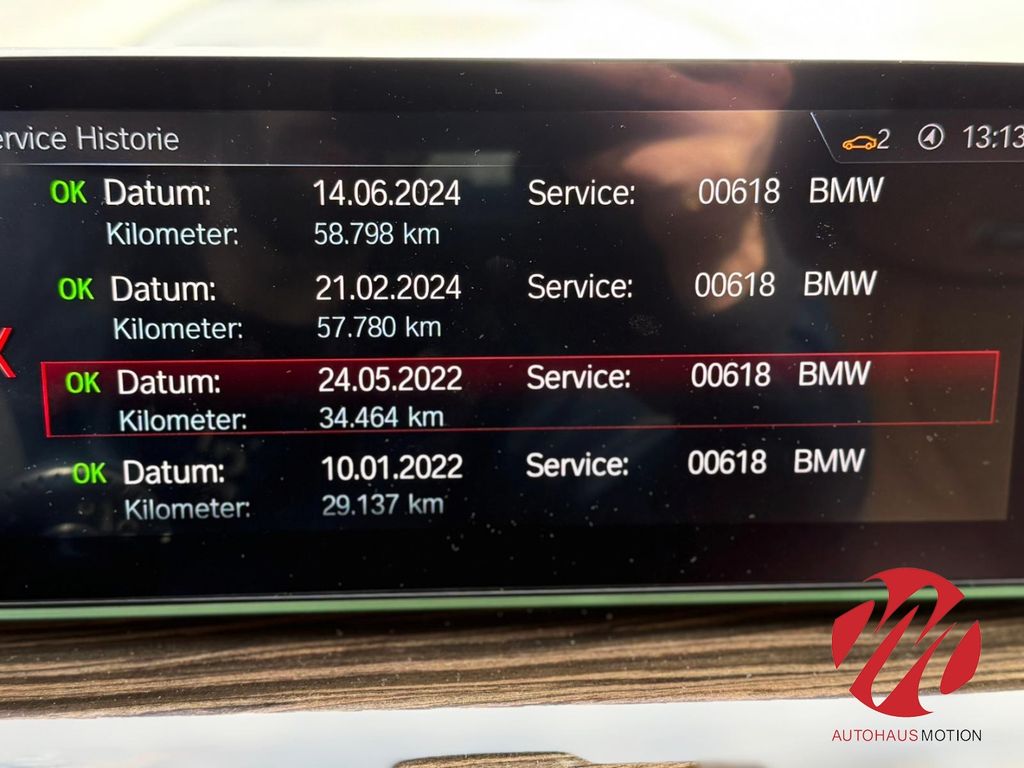 ervice Historie 2 13:13
OK Datum: 14.06.2024 Service: 00618 BMW
Kilometer: 58.798 km
OK Datum: 21.02.2024 Service: 00618 BMW
Kilometer: 57.780 km
OK Datum: 24.05.2022 Service: 00618 BMW
Kilometer: 34.464 km
OK Datum: 10.01.2022 Service: 00618 BMW
Kilometer: 29.137 km
AUTOHAUS MOTION